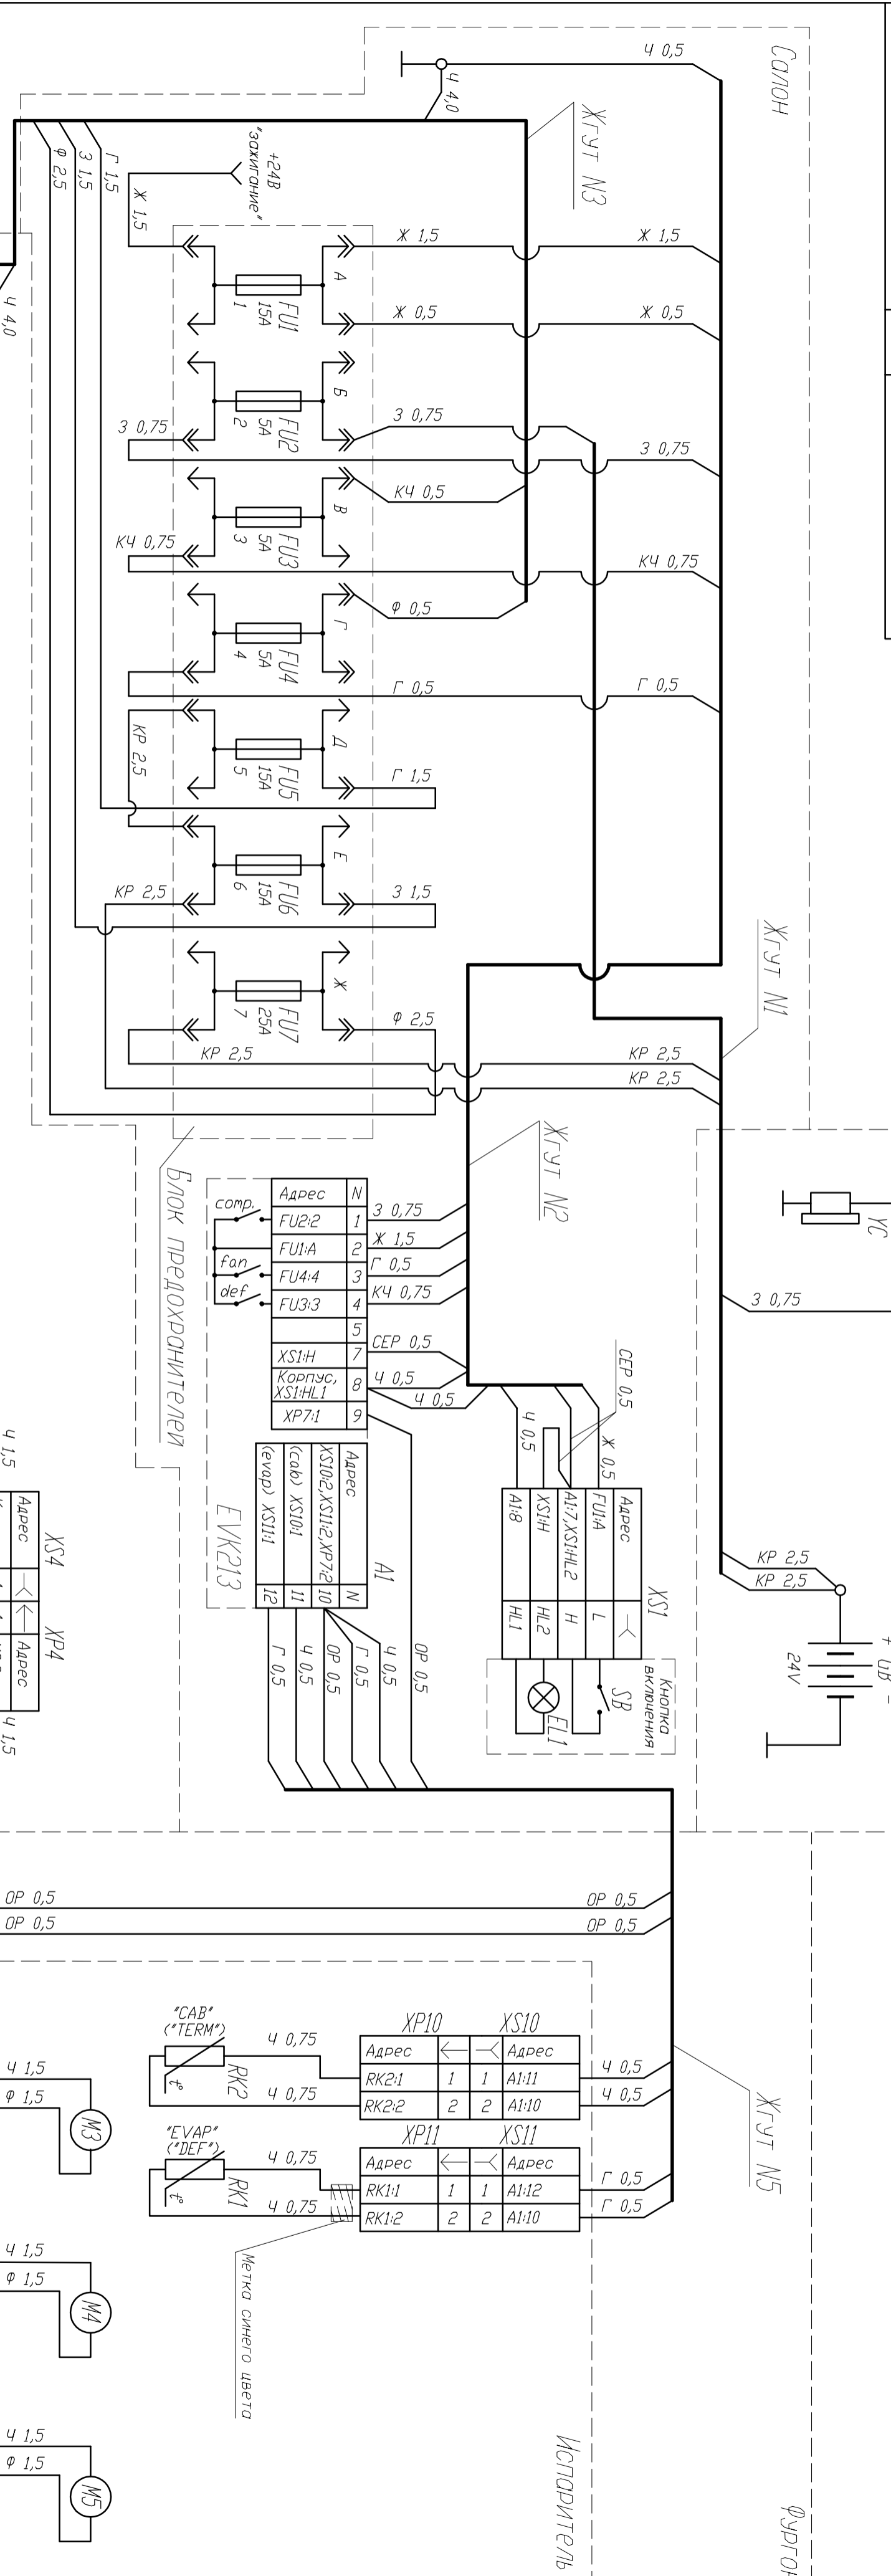 Салон
Ч 0,5
Ч 4,0
Жгут N3
+24В
"зажигание"
Г 1,5
З 1,5
Ф 2,5
Ж 1,5
Ч 4,0
Ж 1,5
Ж 1,5
Ж 0,5
Ж 0,5
А
FU1
15А
1
Б
FU2
5А
2
З 0,75
З 0,75
З 0,75
В
FU3
5А
3
КЧ 0,5
КЧ 0,75
КЧ 0,75
Г
FU4
5А
4
Ф 0,5
Г 0,5
Г 0,5
Д
FU5
15А
5
КР 2,5
Г 1,5
Е
FU6
15А
6
КР 2,5
З 1,5
Ж
FU7
25А
7
Ф 2,5
КР 2,5
КР 2,5
КР 2,5
Жгут N1
Жгут N2
Блок предохранителей
YC
З 0,75
Адрес N
comp. FU2:2 1 З 0,75
FU1:А 2 Ж 1,5
fan FU4:4 3 Г 0,5
def FU3:3 4 КЧ 0,75
5
XS1:H 7 СЕР 0,5
Корпус,
XS1:HL1 8 Ч 0,5
Ч 0,5
XP7:1 9
СЕР 0,5
Ч 0,5
Ж 0,5
КР 2,5
КР 2,5
+ GB -
24V
A1
EVK213
Адрес N
XS10:2,XS11:2,XP7:2 10
(cab) XS10:1 11
(evap) XS11:1 12
XS1
Адрес
FU1:А L
A1:7,XS1:HL2 H
XS1:H HL2
A1:8 HL1
Кнопка
включения
SB
EL1
XS4
XP4
Адрес
Адрес
Ч 1,5
Ч 1,5
Г 0,5
Ч 0,5
ОР 0,5
Г 0,5
Ч 0,5
ОР 0,5
ОР 0,5
ОР 0,5
ОР 0,5
ОР 0,5
"CAB"
("TERM")
RK2
t°
Ч 0,75
Ч 0,75
XP10 XS10
Адрес Адрес
RK2:1 1 1 A1:11
RK2:2 2 2 A1:10
Ч 0,5
Ч 0,5
"EVAP"
("DEF")
RK1
t°
Ч 0,75
Ч 0,75
XP11 XS11
Адрес Адрес
RK1:1 1 1 A1:12
RK1:2 2 2 A1:10
Г 0,5
Г 0,5
Жгут N5
Метка синего цвета
Ч 1,5
Ф 1,5
M3
Ч 1,5
Ф 1,5
M4
Ч 1,5
Ф 1,5
M5
Испаритель